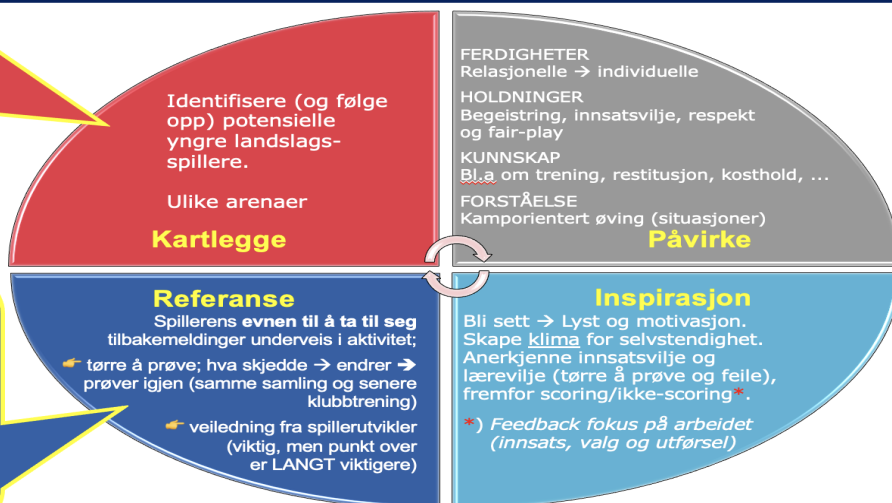 Identifisere (og følge
opp) potensielle
yngre landslags-
spillere.
Ulike arenaer
Kartlegge
FERDIGHETER
Relasjonelle → individuelle
HOLDNINGER
Begeistring, innsatsvilje, respekt
og fair-play
KUNNSKAP
Bl.a om trening, restitusjon, kosthold, ...
FORSTÅELSE
Kamporientert øving (situasjoner)
Påvirke
Referanse
Spillerens evnen til å ta til seg
tilbakemeldinger underveis i aktivitet;
👉 tørre å prøve; hva skjedde → endrer ➔
prøver igjen (samme samling og senere
klubbtrening)
👉 veiledning fra spillerutvikler
(viktig, men punkt over
er LANGT viktigere)
Inspirasjon
Bli sett → Lyst og motivasjon.
Skape klima for selvstendighet.
Anerkjenne innsatsvilje og
lærevilje (tørre å prøve og feile),
fremfor scoring/ikke-scoring*.
*) Feedback fokus på arbeidet
(innsats, valg og utførsel)